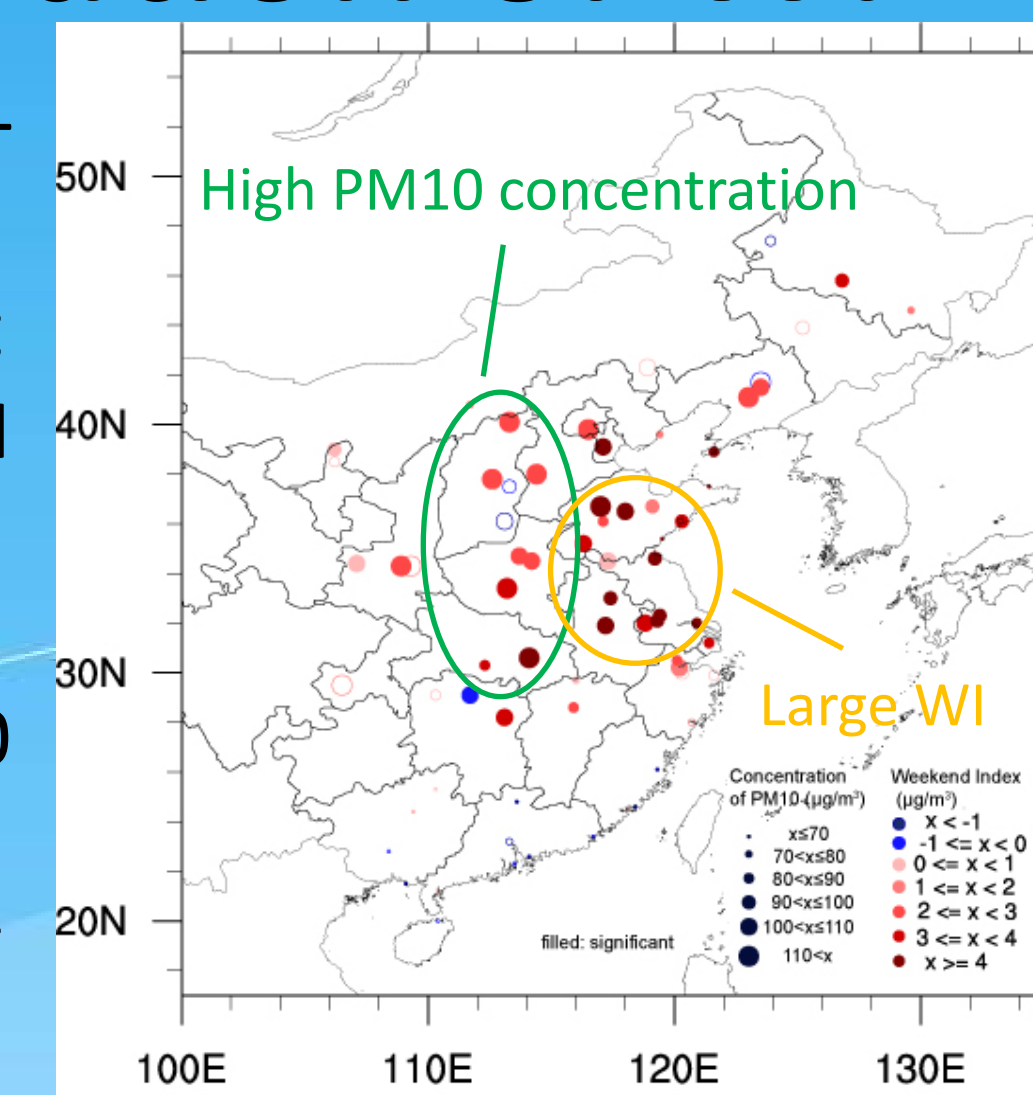 50N
High PM10 concentration
40N
30N
Large WI
Concentration
of PM10 (μg/m³)
x≤70
70<x≤80
80<x≤90
90<x≤100
100<x≤110
110<x
Weekend Index
(μg/m³)
x < -1
-1 <= x < 0
0 <= x < 1
1 <= x < 2
2 <= x < 3
3 <= x < 4
x >= 4
20N
filled: significant
100E
110E
120E
130E